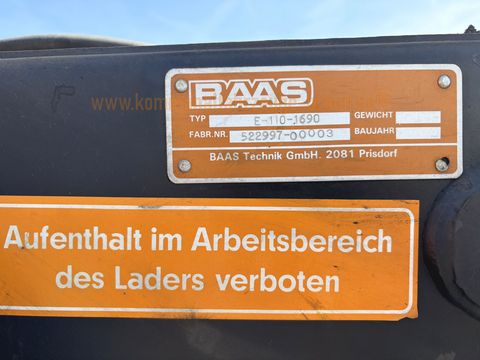 BAAS
TYP E-110-1690 GEWICHT
FABR.NR. 522997-00003 BAUJAHR
BAAS Technik GmbH. 2081 Prisdorf
Aufenthalt im Arbeitsbereich
des Laders verboten